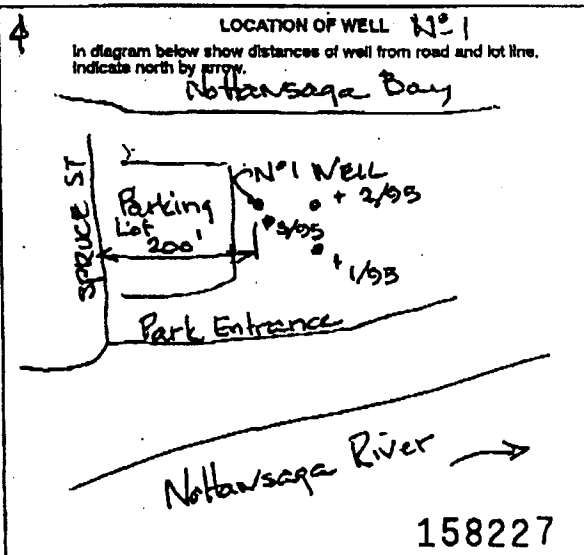 LOCATION OF WELL Nº 1
In diagram below show distances of well from road and lot line.
Indicate north by arrow.
Nottawsaga Bay
SPRUCE ST
Nº1 WELL
+ 2/95
Parking
Lot
3/95
200'
+ 1/95
Park Entrance
Nottawsaga River
158227